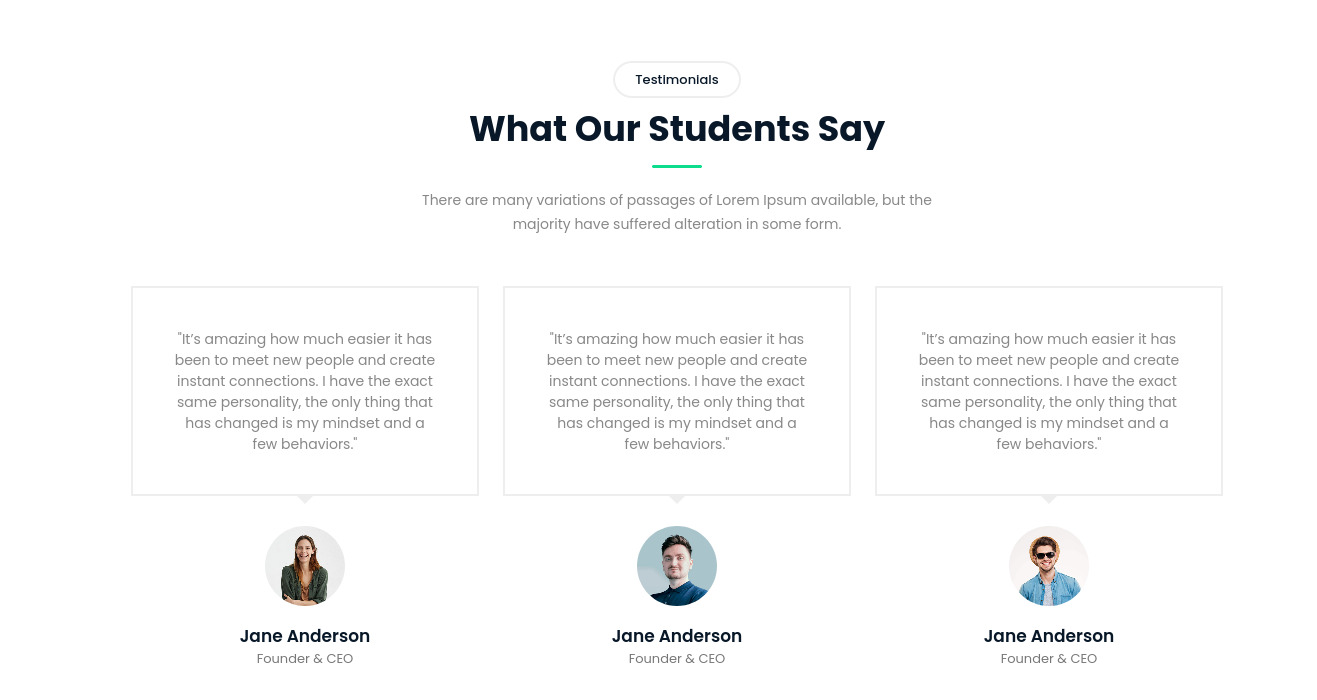 Testimonials
What Our Students Say
There are many variations of passages of Lorem Ipsum available, but the
majority have suffered alteration in some form.
"It’s amazing how much easier it has
been to meet new people and create
instant connections. I have the exact
same personality, the only thing that
has changed is my mindset and a
few behaviors."
Jane Anderson
Founder & CEO
"It’s amazing how much easier it has
been to meet new people and create
instant connections. I have the exact
same personality, the only thing that
has changed is my mindset and a
few behaviors."
Jane Anderson
Founder & CEO
"It’s amazing how much easier it has
been to meet new people and create
instant connections. I have the exact
same personality, the only thing that
has changed is my mindset and a
few behaviors."
Jane Anderson
Founder & CEO